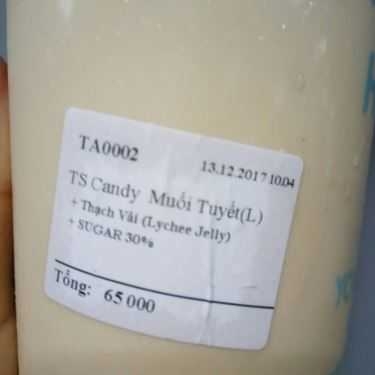 TA0002
13.12.2017 10:04
TS Candy Muối Tuyết(L)
+ Thạch Vải (Lychee Jelly)
+ SUGAR 30%
Tổng: 65 000